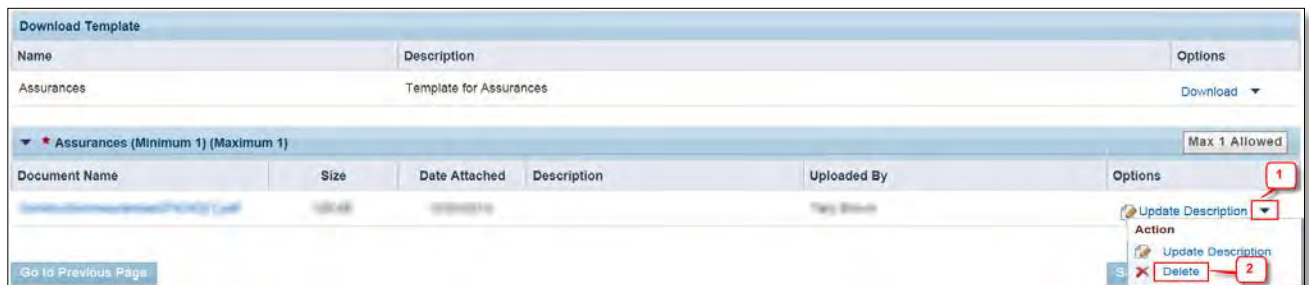 Download Template
Name Description Options
Assurances Template for Assurances Download
* Assurances (Minimum 1) (Maximum 1) Max 1 Allowed
Document Name Size Date Attached Description Uploaded By Options
1
Update Description
Action
Update Description
Go to Previous Page S Delete 2